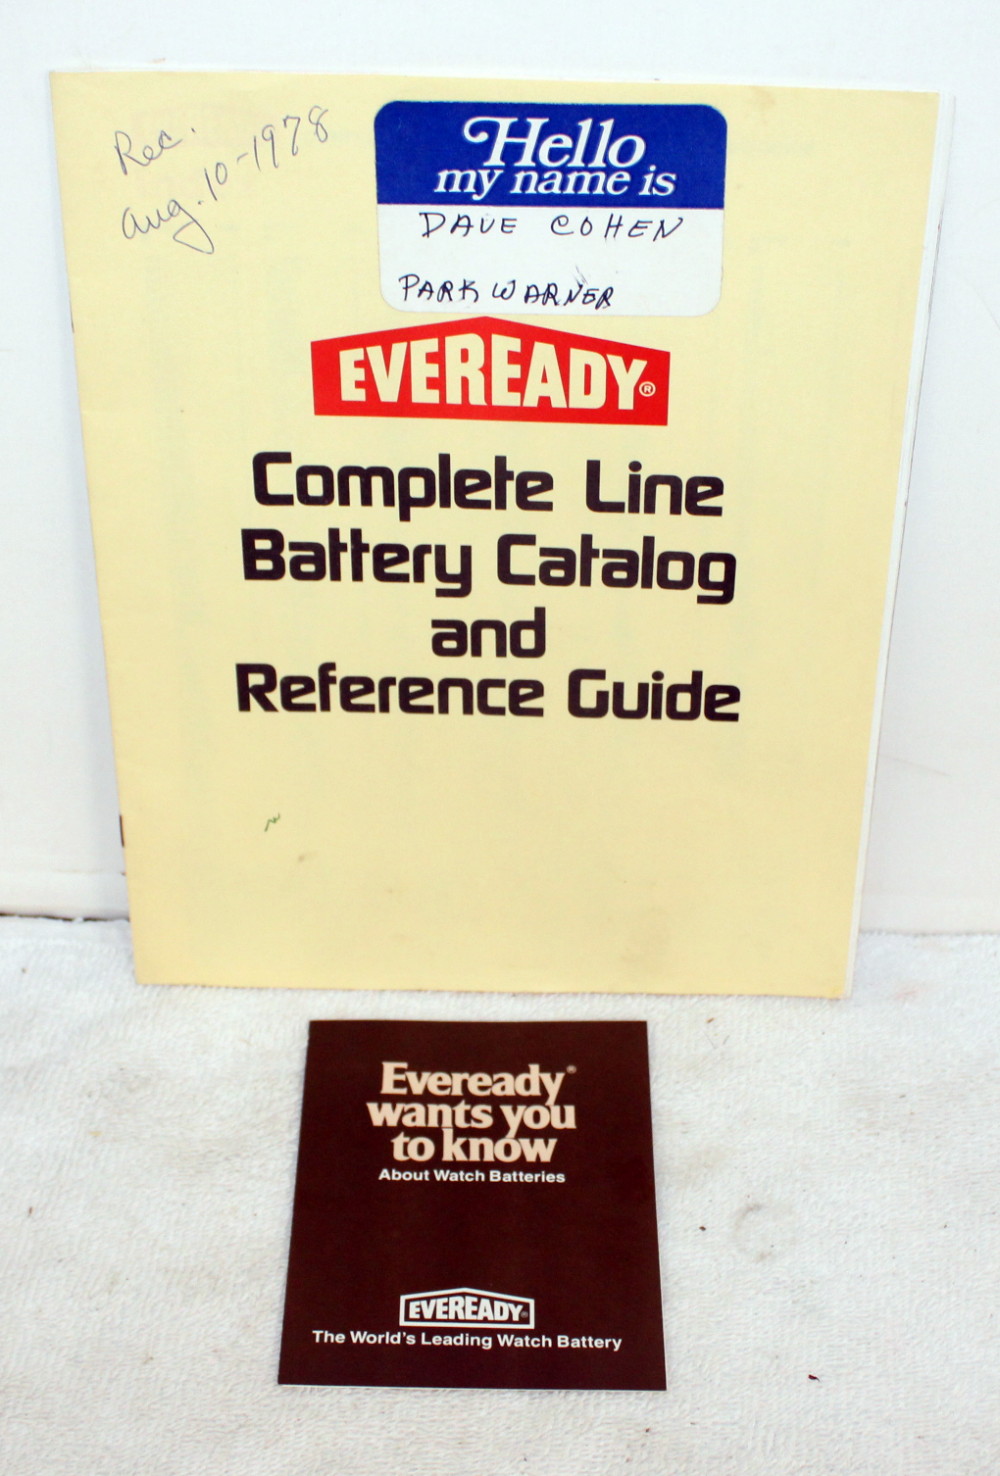 Rec.
Aug. 10-1978
Hello
my name is
DAVE COHEN
PARK WARNER
EVEREADY®
Complete Line
Battery Catalog
and
Reference Guide
Eveready®
wants you
to know
About Watch Batteries
EVEREADY®
The World's Leading Watch Battery